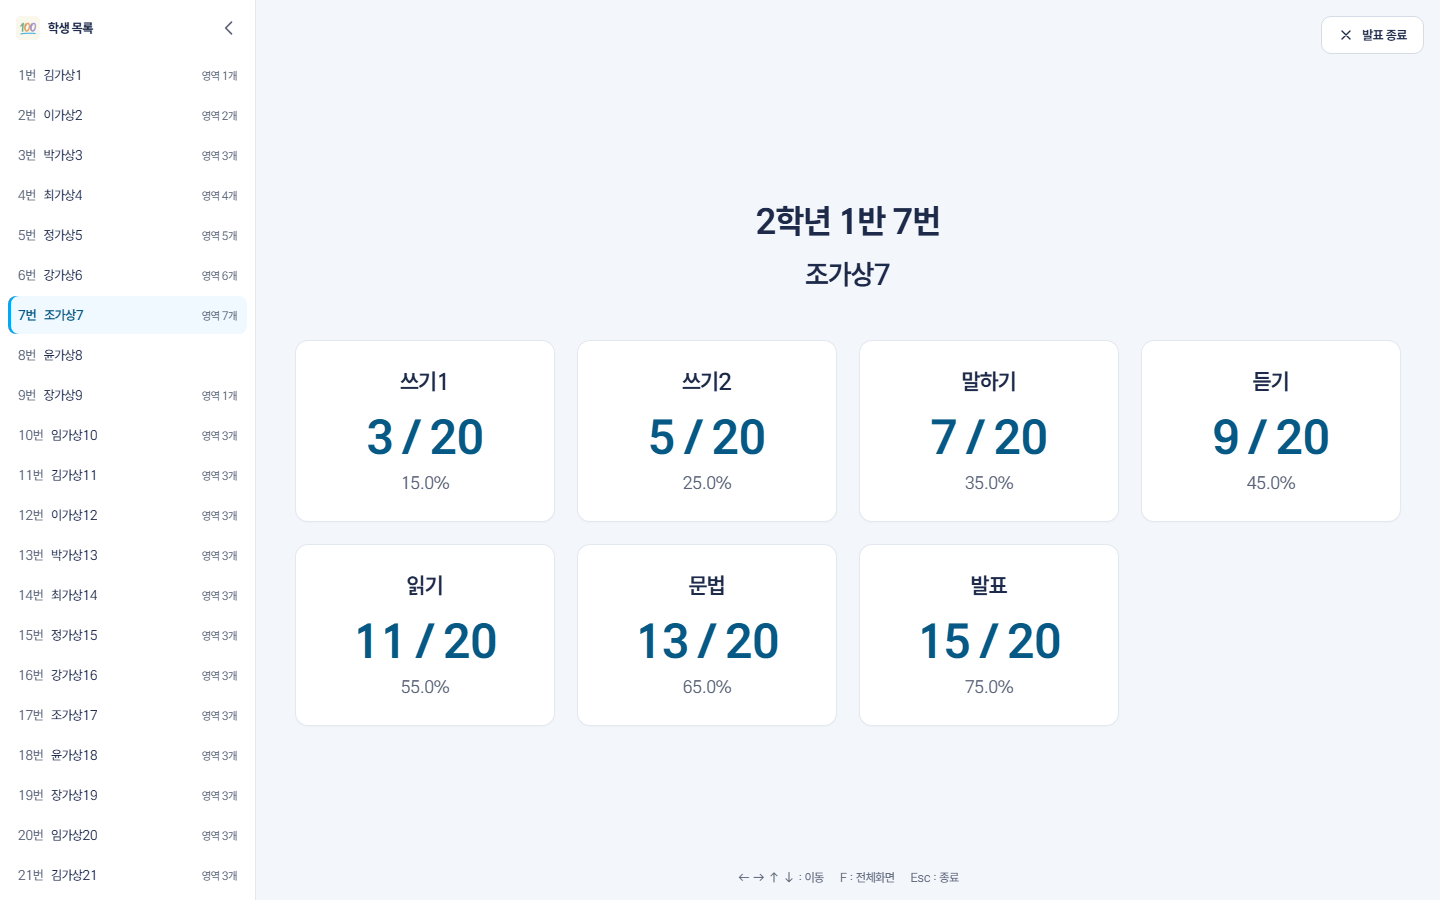 💯 학생 목록
1번 김가상1 영역 1개
2번 이가상2 영역 2개
3번 박가상3 영역 3개
4번 최가상4 영역 4개
5번 정가상5 영역 5개
6번 강가상6 영역 6개
7번 조가상7 영역 7개
8번 윤가상8
9번 장가상9 영역 1개
10번 임가상10 영역 3개
11번 김가상11 영역 3개
12번 이가상12 영역 3개
13번 박가상13 영역 3개
14번 최가상14 영역 3개
15번 정가상15 영역 3개
16번 강가상16 영역 3개
17번 조가상17 영역 3개
18번 윤가상18 영역 3개
19번 장가상19 영역 3개
20번 임가상20 영역 3개
21번 김가상21 영역 3개
✕ 발표 종료
2학년 1반 7번
조가상7
쓰기1
3 / 20
15.0%
쓰기2
5 / 20
25.0%
말하기
7 / 20
35.0%
듣기
9 / 20
45.0%
읽기
11 / 20
55.0%
문법
13 / 20
65.0%
발표
15 / 20
75.0%
← → ↑ ↓ : 이동 F : 전체화면 Esc : 종료